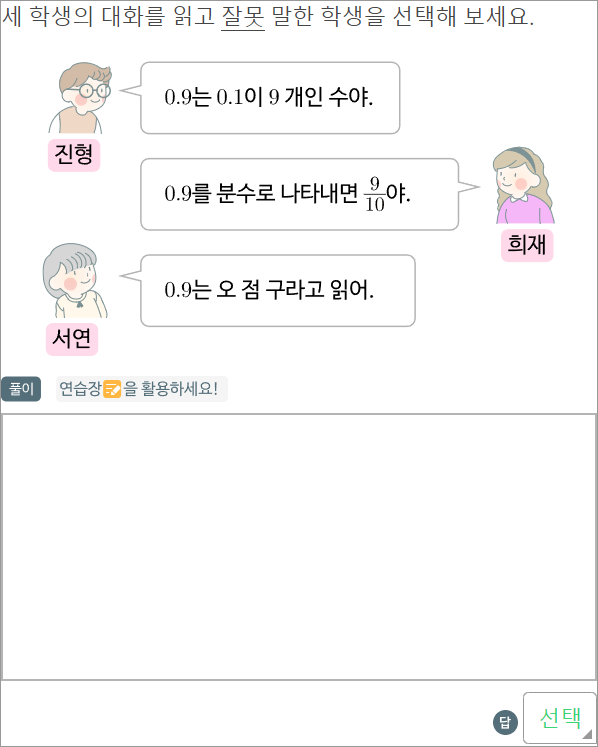 세 학생의 대화를 읽고 잘못 말한 학생을 선택해 보세요.
0.9는 0.1이 9 개인 수야.
진형
0.9를 분수로 나타내면 9/10야.
희재
0.9는 오 점 구라고 읽어.
서연
풀이 연습장을 활용하세요!
답 선택